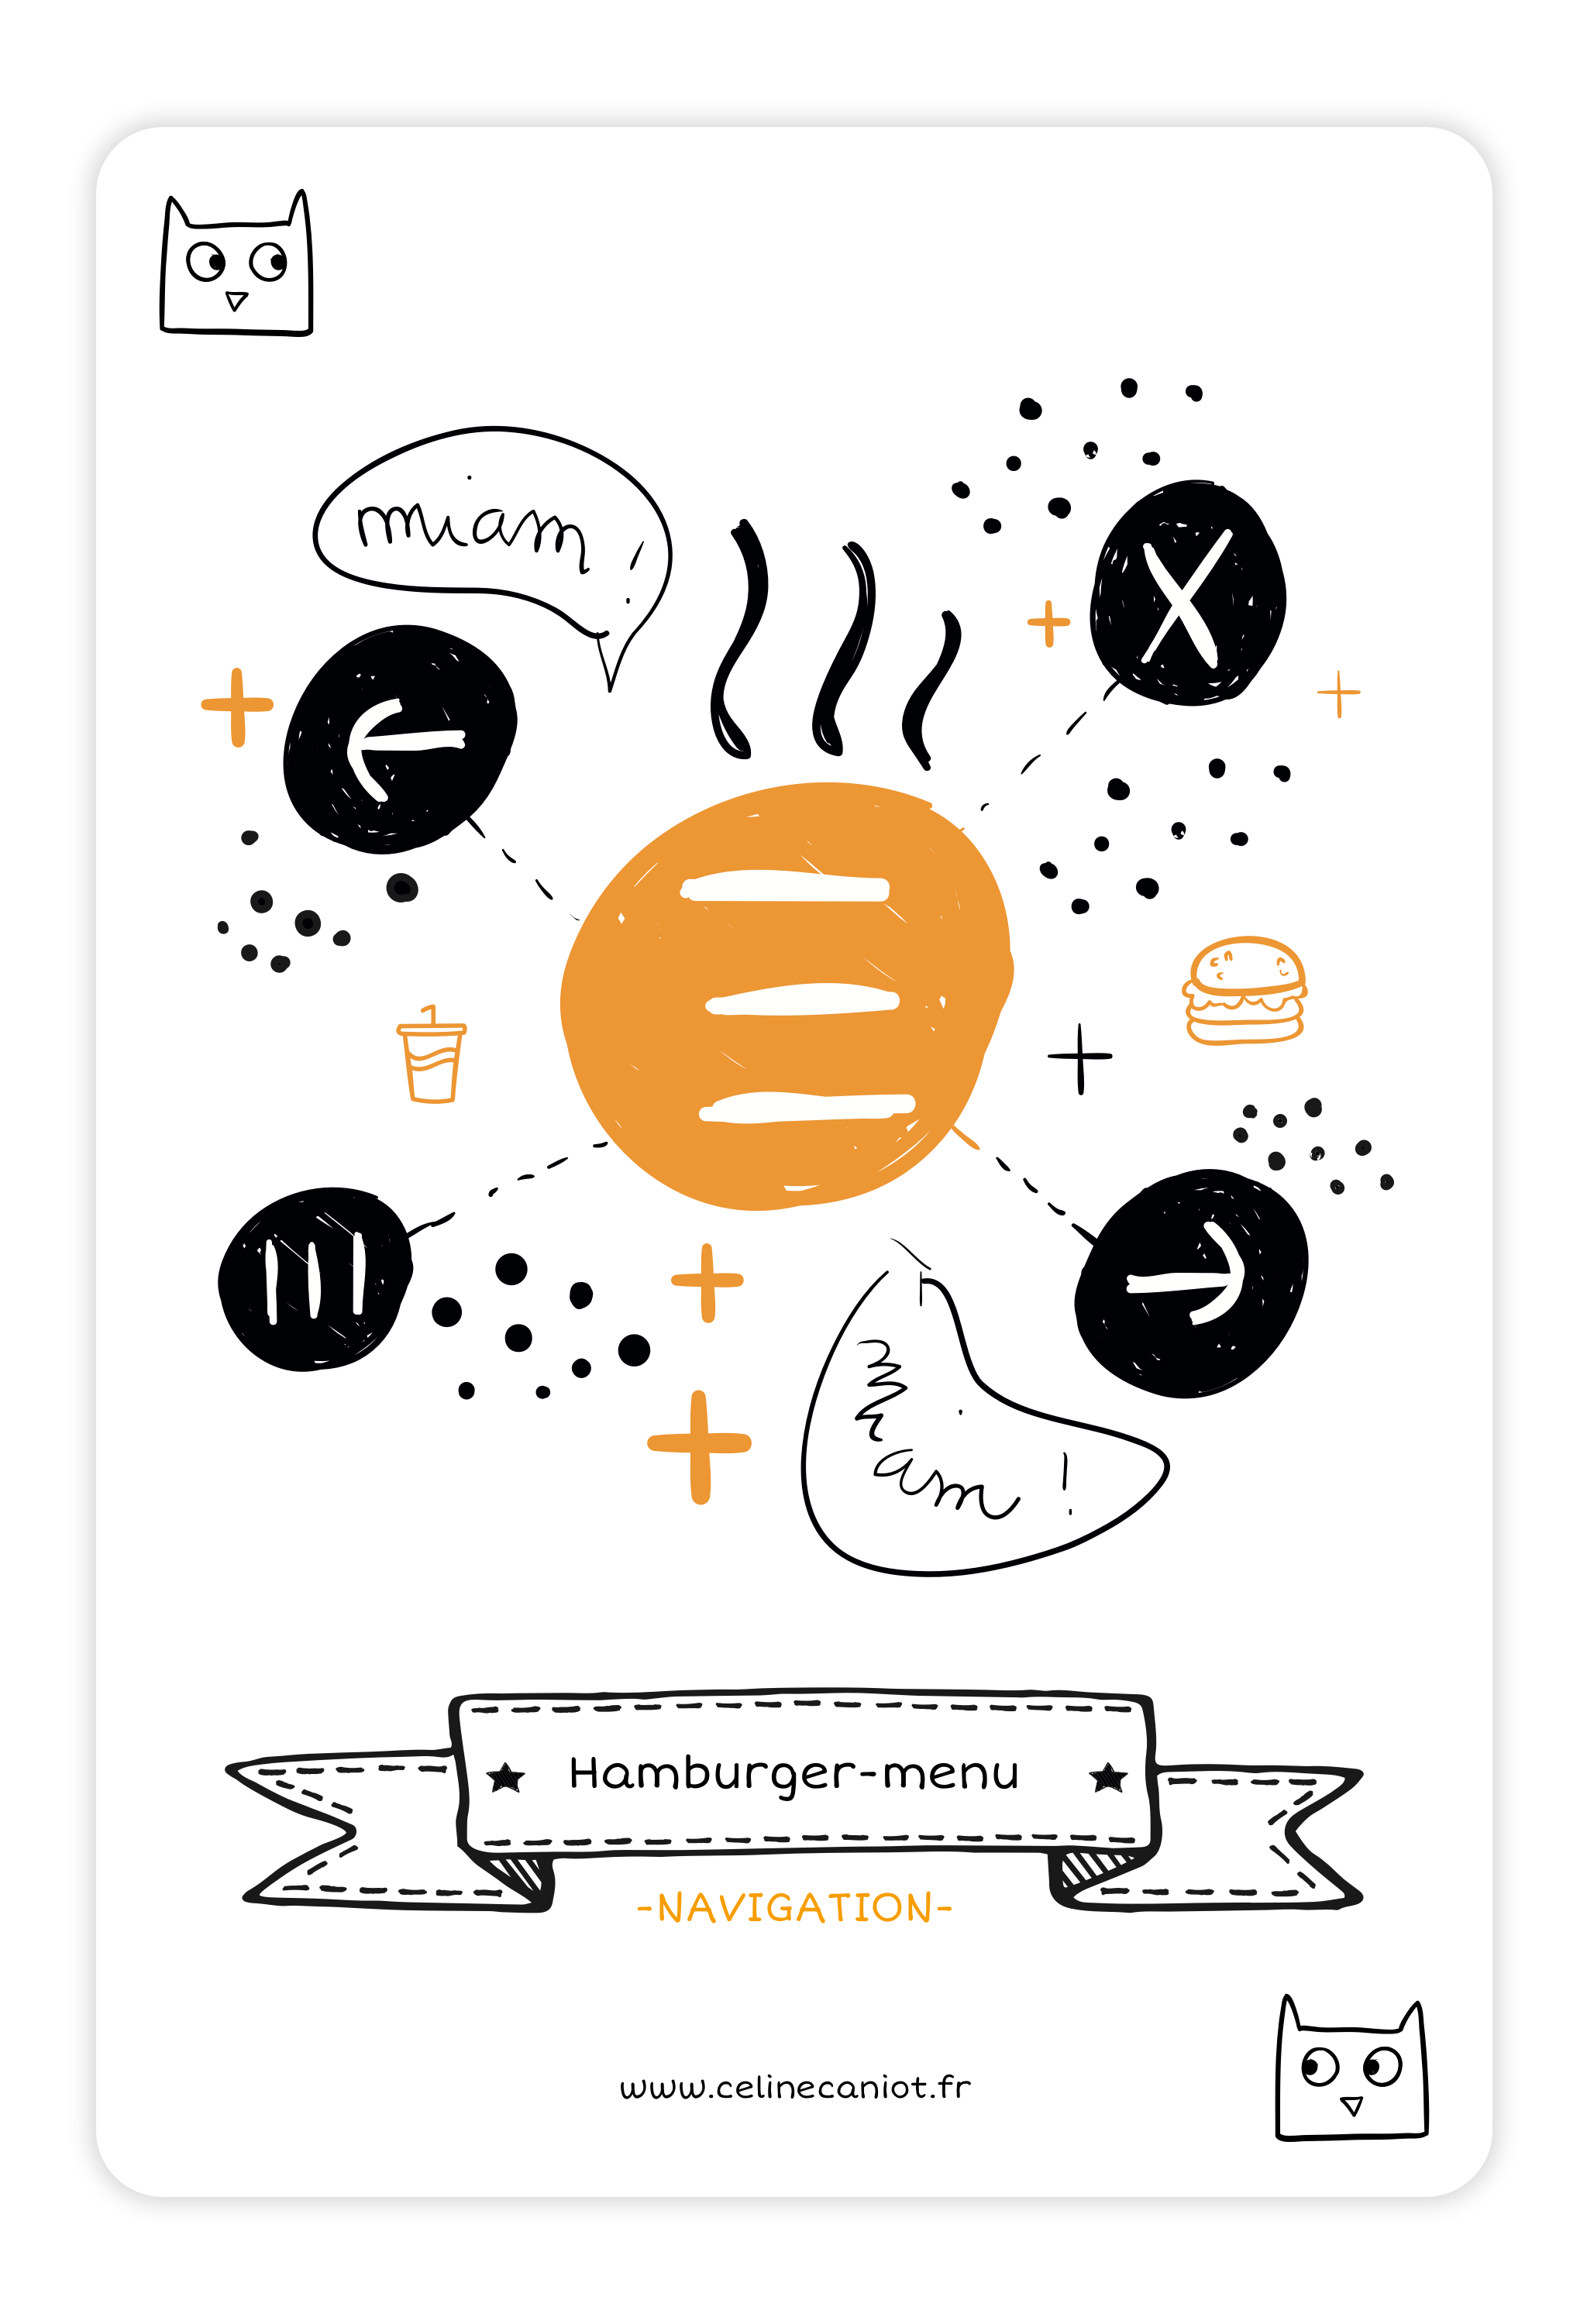 miam !
X
miam !
Hamburger-menu
-NAVIGATION-
www.celinecaniot.fr